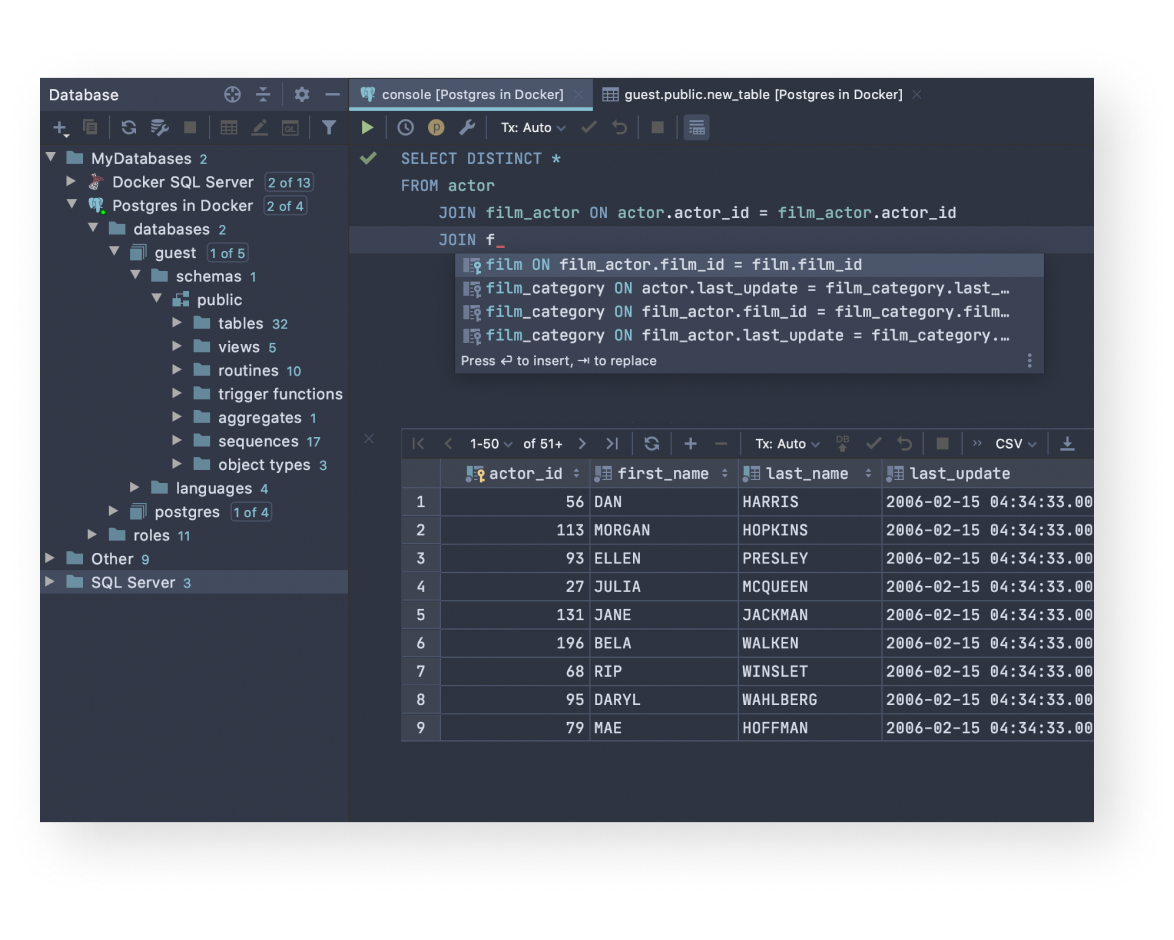 Database
console [Postgres in Docker]
guest.public.new_table [Postgres in Docker]
QL
p
Tx: Auto
MyDatabases 2
Docker SQL Server 2 of 13
Postgres in Docker 2 of 4
databases 2
guest 1 of 5
schemas 1
public
tables 32
views 5
routines 10
trigger functions
aggregates 1
sequences 17
object types 3
languages 4
postgres 1 of 4
roles 11
Other 9
SQL Server 3
SELECT DISTINCT *
FROM actor
JOIN film_actor ON actor.actor_id = film_actor.actor_id
JOIN f_
film ON film_actor.film_id = film.film_id
film_category ON actor.last_update = film_category.last_…
film_category ON film_actor.film_id = film_category.film…
film_category ON film_actor.last_update = film_category.…
Press ↩ to insert, ⇥ to replace
1-50 of 51+ Tx: Auto DB CSV
actor_id first_name last_name last_update
1 56 DAN HARRIS 2006-02-15 04:34:33.00
2 113 MORGAN HOPKINS 2006-02-15 04:34:33.00
3 93 ELLEN PRESLEY 2006-02-15 04:34:33.00
4 27 JULIA MCQUEEN 2006-02-15 04:34:33.00
5 131 JANE JACKMAN 2006-02-15 04:34:33.00
6 196 BELA WALKEN 2006-02-15 04:34:33.00
7 68 RIP WINSLET 2006-02-15 04:34:33.00
8 95 DARYL WAHLBERG 2006-02-15 04:34:33.00
9 79 MAE HOFFMAN 2006-02-15 04:34:33.00